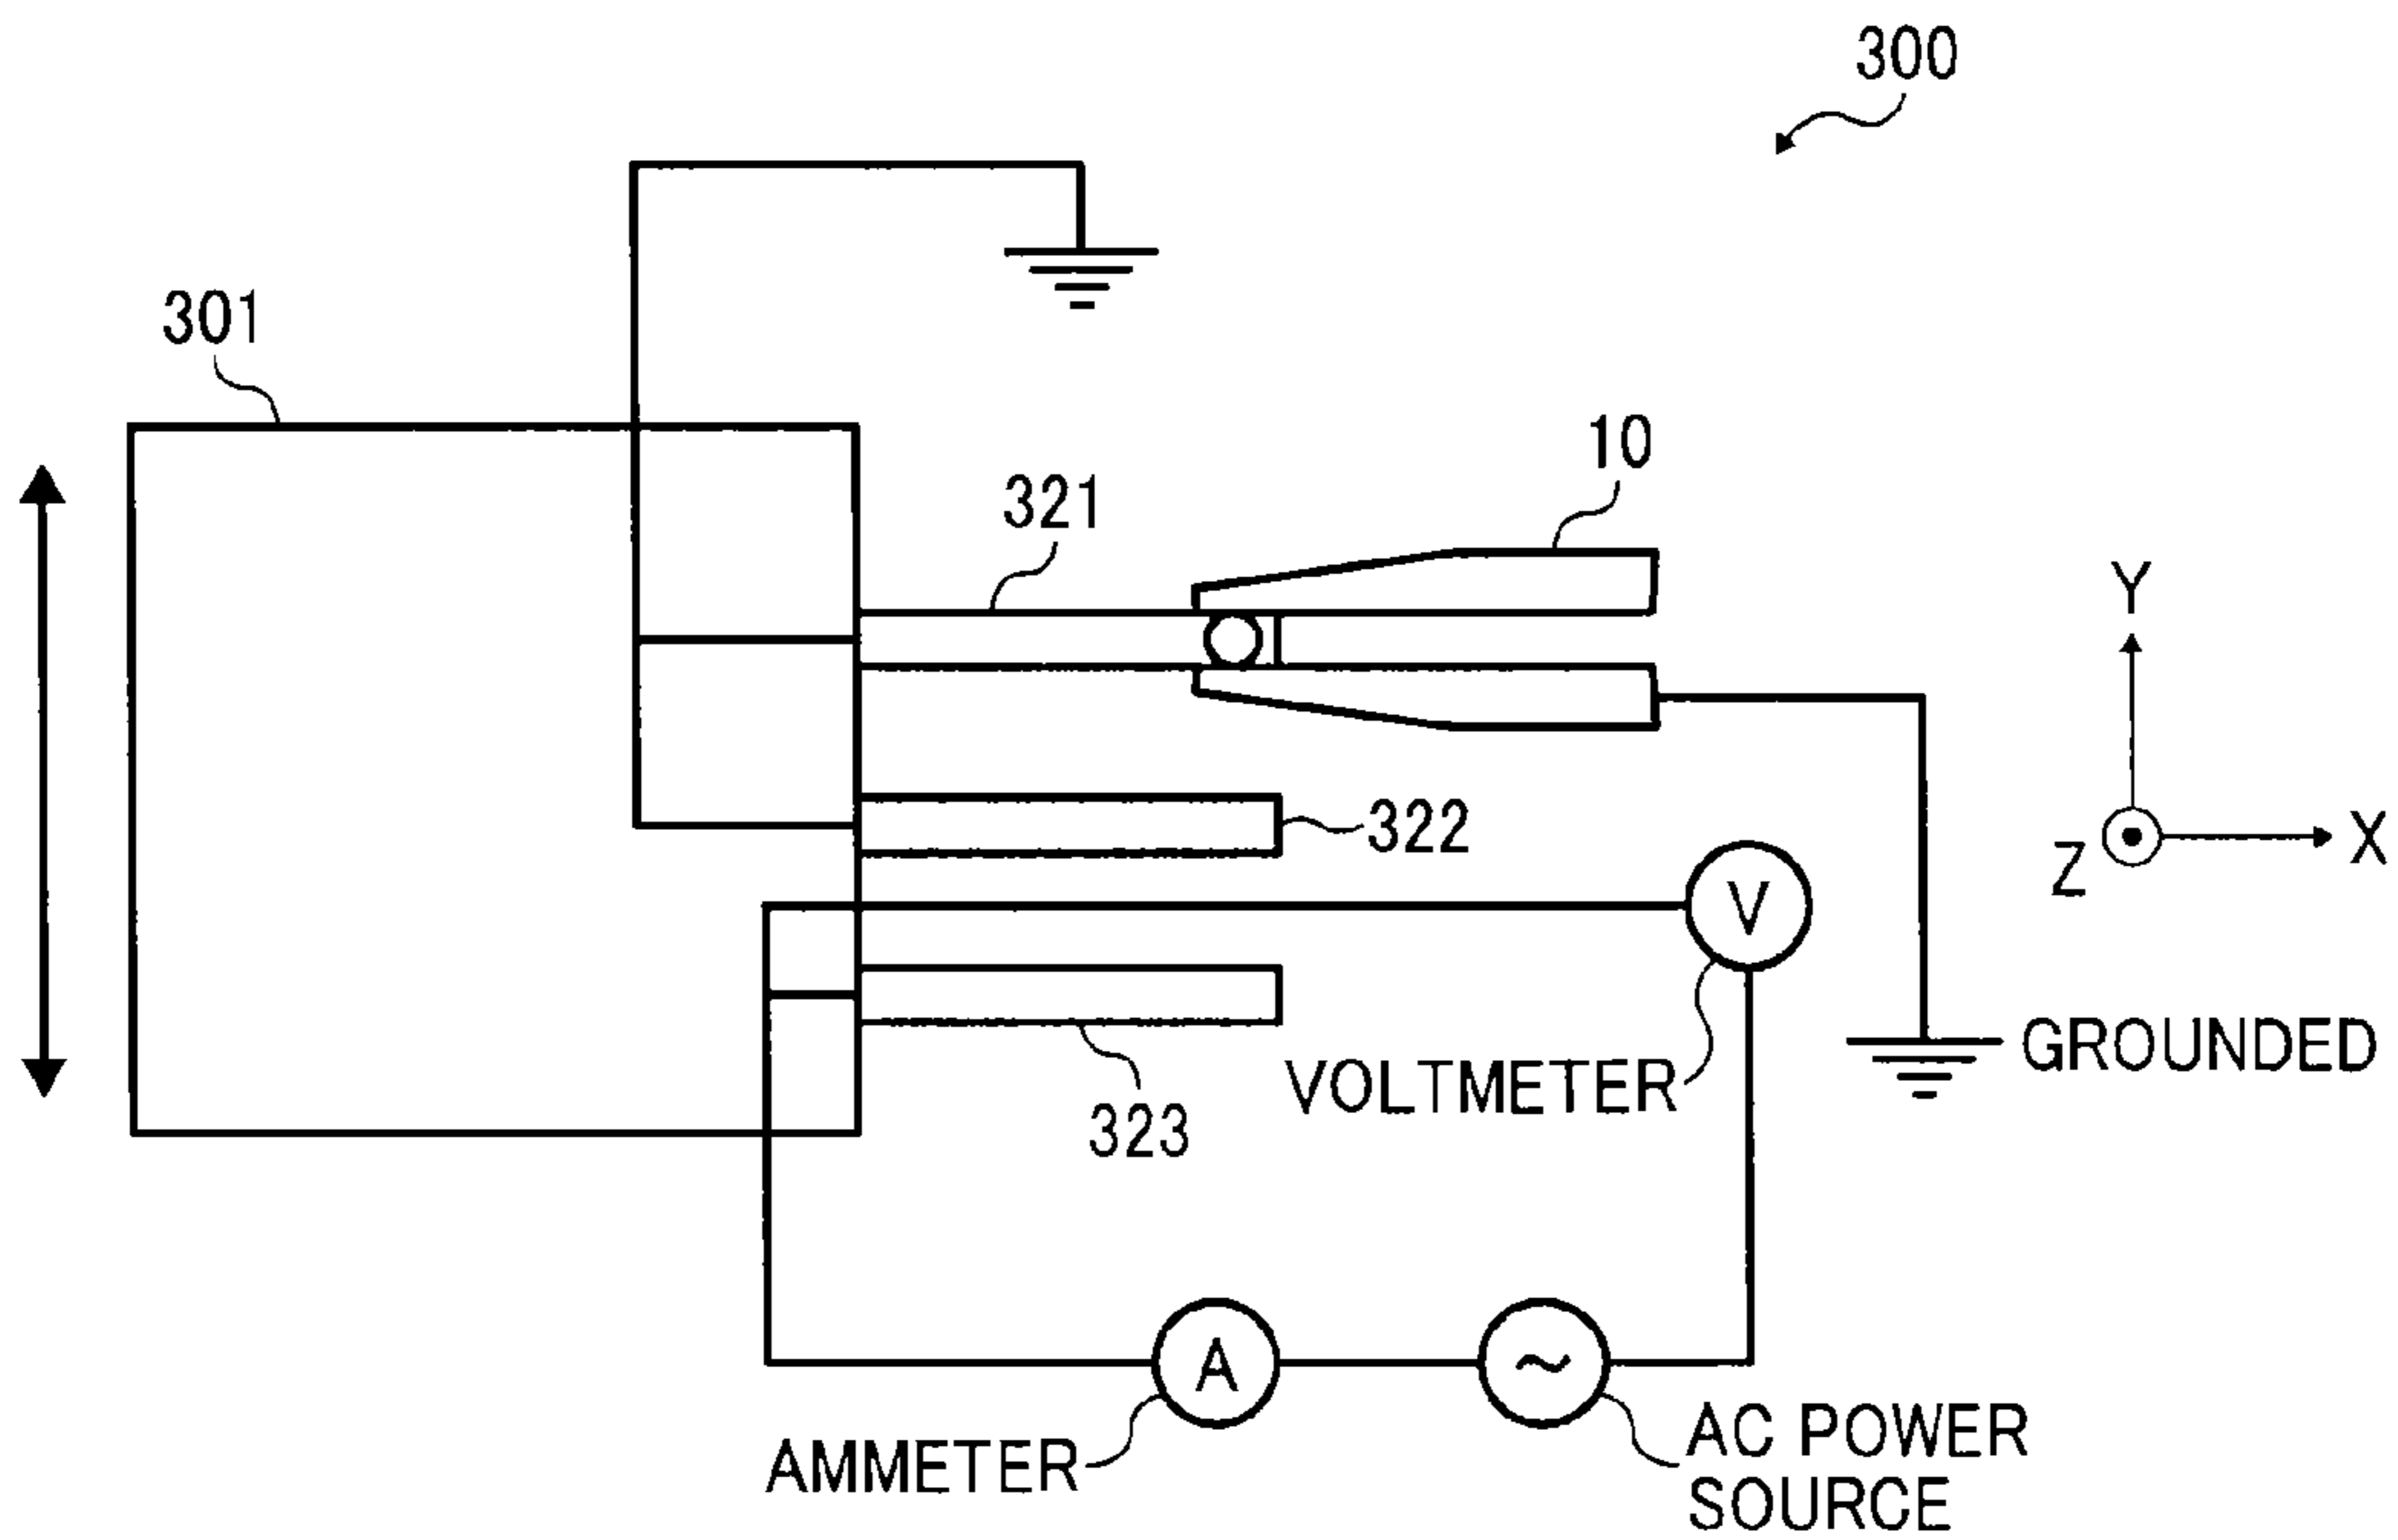 300
301
10
321
Y
322
X
Z
V
GROUNDED
VOLTMETER
323
A
~
AC POWER
SOURCE
AMMETER